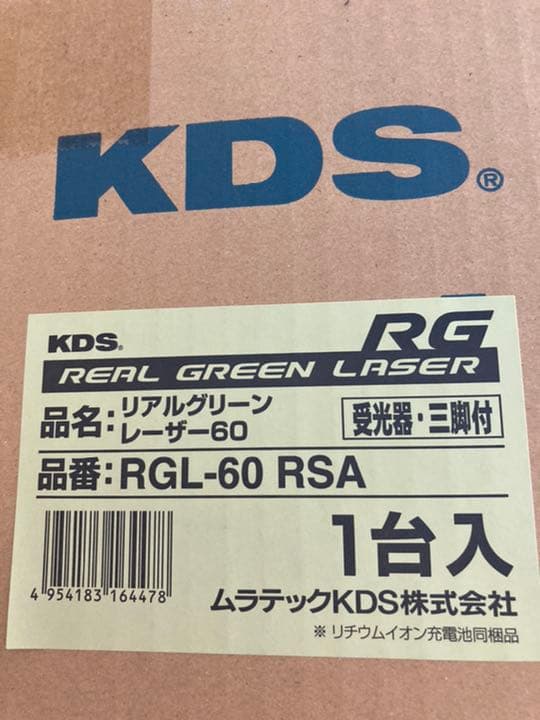 KDS®
KDS® RG
REAL GREEN LASER
品名:リアルグリーン
レーザー60
受光器・三脚付
品番:RGL-60 RSA
1台入
4 954183 164478
ムラテックKDS株式会社
※リチウムイオン充電池同梱品